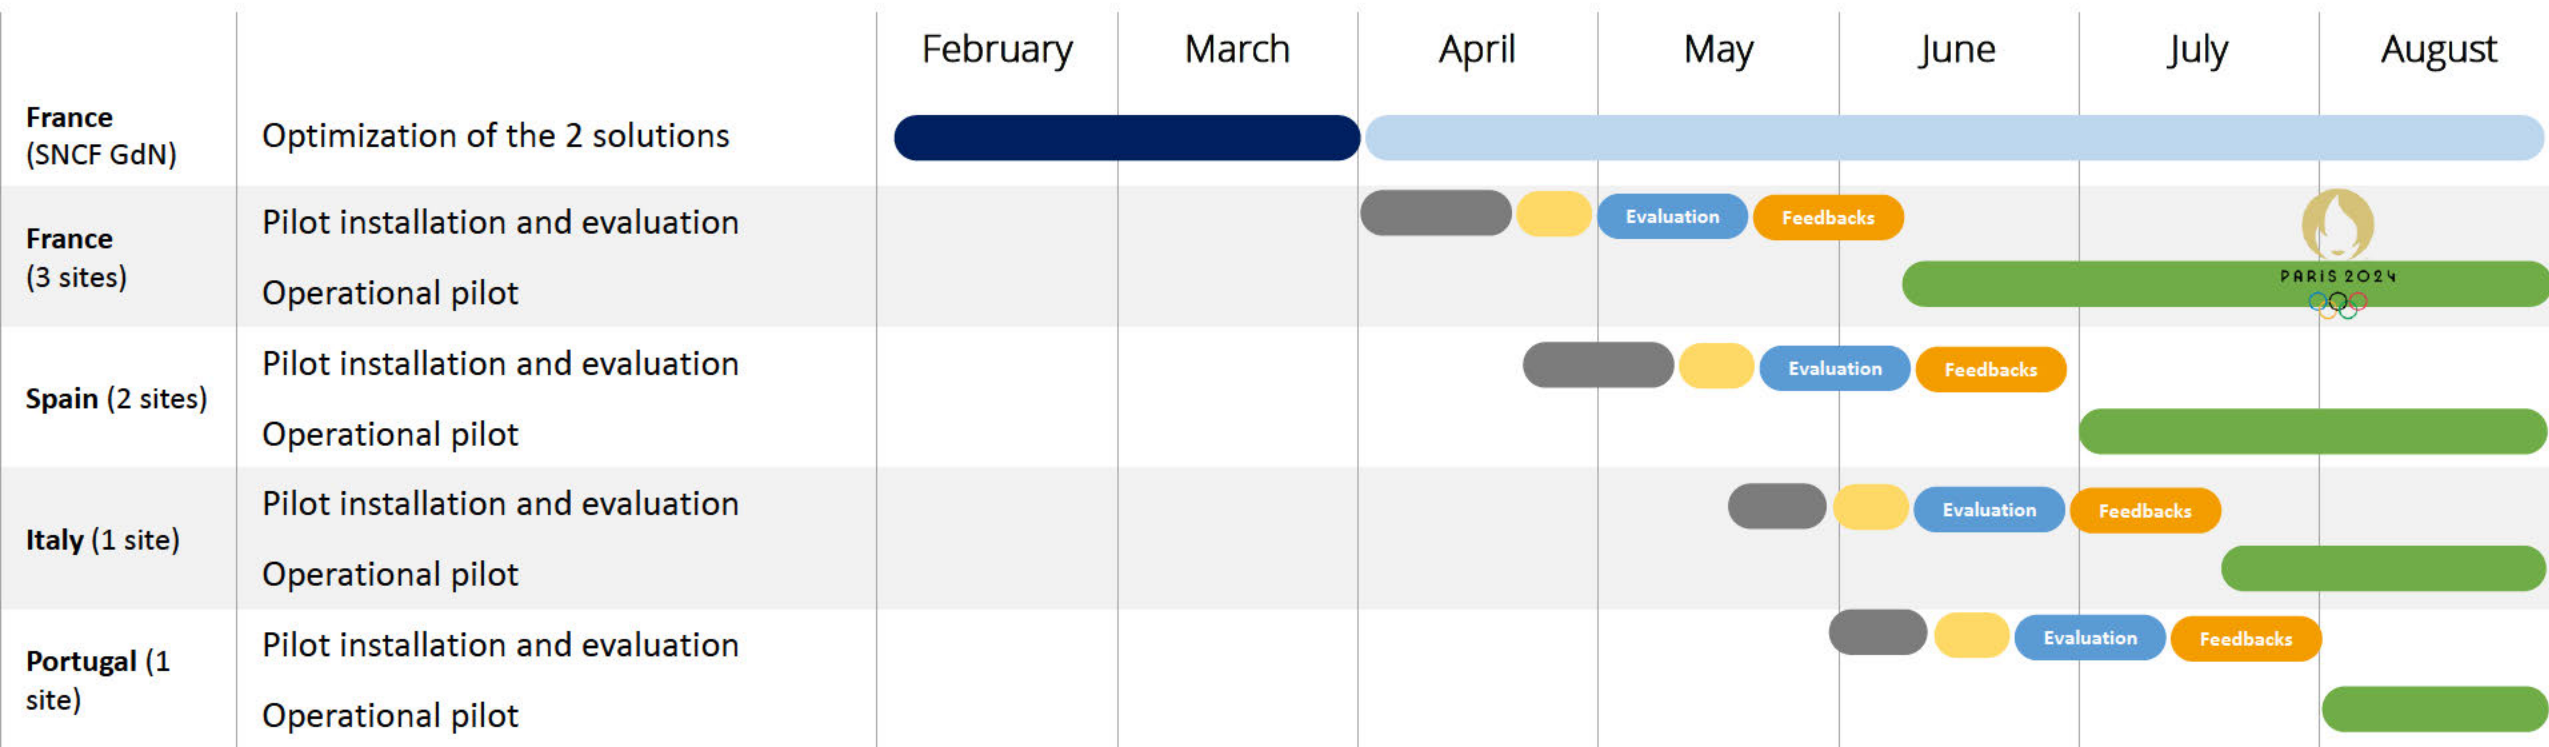 February March April May June July August
France
(SNCF GdN)
Optimization of the 2 solutions
France
(3 sites)
Pilot installation and evaluation
Evaluation Feedbacks
Operational pilot
PARIS 2024
Spain (2 sites)
Pilot installation and evaluation
Evaluation Feedbacks
Operational pilot
Italy (1 site)
Pilot installation and evaluation
Evaluation Feedbacks
Operational pilot
Portugal (1
site)
Pilot installation and evaluation
Evaluation Feedbacks
Operational pilot